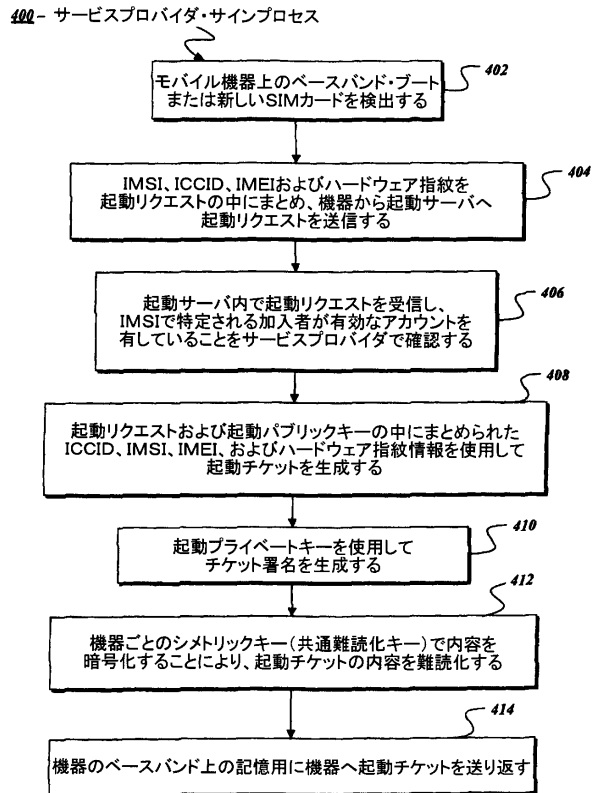 400 – サービスプロバイダ・サインプロセス
402
モバイル機器上のベースバンド・ブート
または新しいSIMカードを検出する
404
IMSI、ICCID、IMEIおよびハードウェア指紋を
起動リクエストの中にまとめ、機器から起動サーバへ
起動リクエストを送信する
406
起動サーバ内で起動リクエストを受信し、
IMSIで特定される加入者が有効なアカウントを
有していることをサービスプロバイダで確認する
408
起動リクエストおよび起動パブリックキーの中にまとめられた
ICCID、IMSI、IMEI、およびハードウェア指紋情報を使用して
起動チケットを生成する
410
起動プライベートキーを使用して
チケット署名を生成する
412
機器ごとのシメトリックキー(共通難読化キー)で内容を
暗号化することにより、起動チケットの内容を難読化する
414
機器のベースバンド上の記憶用に機器へ起動チケットを送り返す